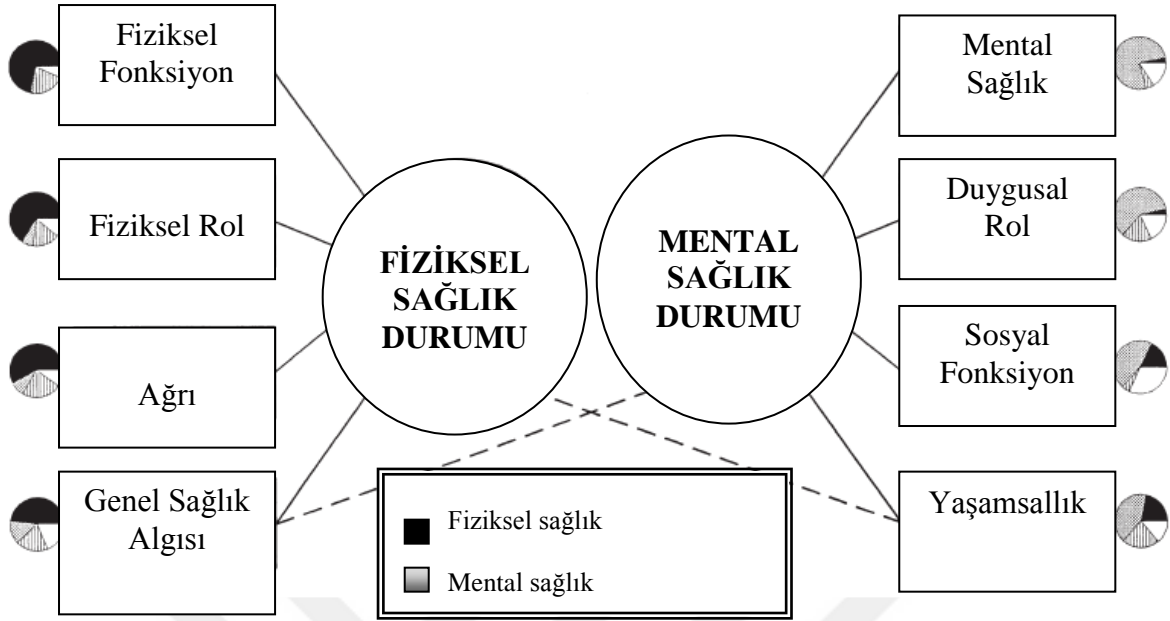 Fiziksel
Fonksiyon
Fiziksel Rol
Ağrı
Genel Sağlık
Algısı
FİZİKSEL
SAĞLIK
DURUMU
MENTAL
SAĞLIK
DURUMU
Mental
Sağlık
Duygusal
Rol
Sosyal
Fonksiyon
Yaşamsallık
Fiziksel sağlık
Mental sağlık